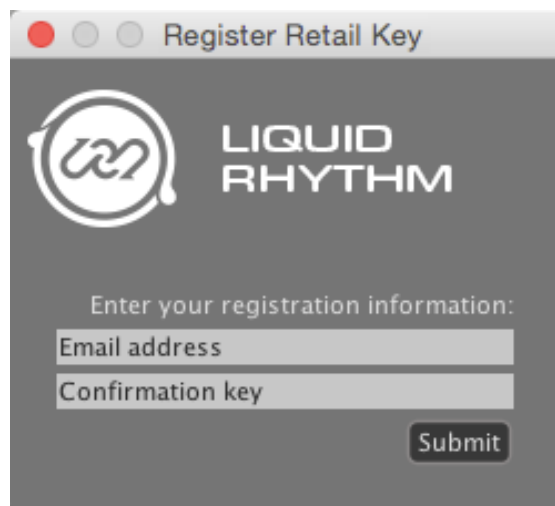 Register Retail Key
LIQUID
RHYTHM
Enter your registration information:
Email address
Confirmation key
Submit